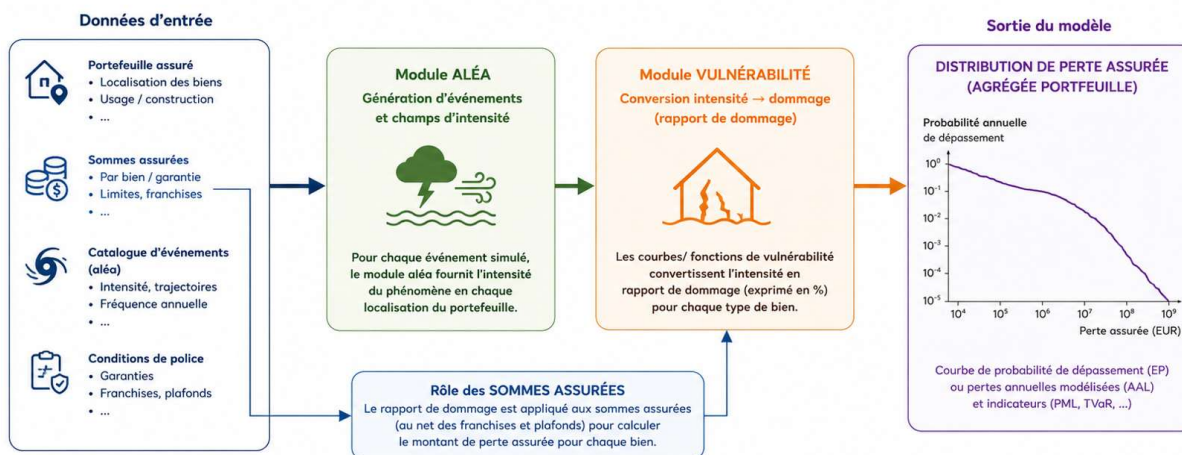 Données d'entrée
Portefeuille assuré
• Localisation des biens
• Usage / construction
• ...
Sommes assurées
• Par bien / garantie
• Limites, franchises
• ...
Catalogue d'événements
(aléa)
• Intensité, trajectoires
• Fréquence annuelle
• ...
Conditions de police
• Garanties
• Franchises, plafonds
• ...
Module ALÉA
Génération d'événements
et champs d'intensité
Pour chaque événement simulé,
le module aléa fournit l'intensité
du phénomène en chaque
localisation du portefeuille.
Module VULNÉRABILITÉ
Conversion intensité → dommage
(rapport de dommage)
Les courbes/ fonctions de vulnérabilité
convertissent l'intensité en
rapport de dommage (exprimé en %)
pour chaque type de bien.
Rôle des SOMMES ASSURÉES
Le rapport de dommage est appliqué aux sommes assurées
(au net des franchises et plafonds) pour calculer
le montant de perte assurée pour chaque bien.
Sortie du modèle
DISTRIBUTION DE PERTE ASSURÉE
(AGRÉGÉE PORTFEUILLE)
Probabilité annuelle
de dépassement
10⁰
10⁻¹
10⁻²
10⁻³
10⁻⁴
10⁻⁵
10⁴ 10⁵ 10⁶ 10⁷ 10⁸ 10⁹
Perte assurée (EUR)
Courbe de probabilité de dépassement (EP)
ou pertes annuelles modélisées (AAL)
et indicateurs (PML, TVaR, ...)